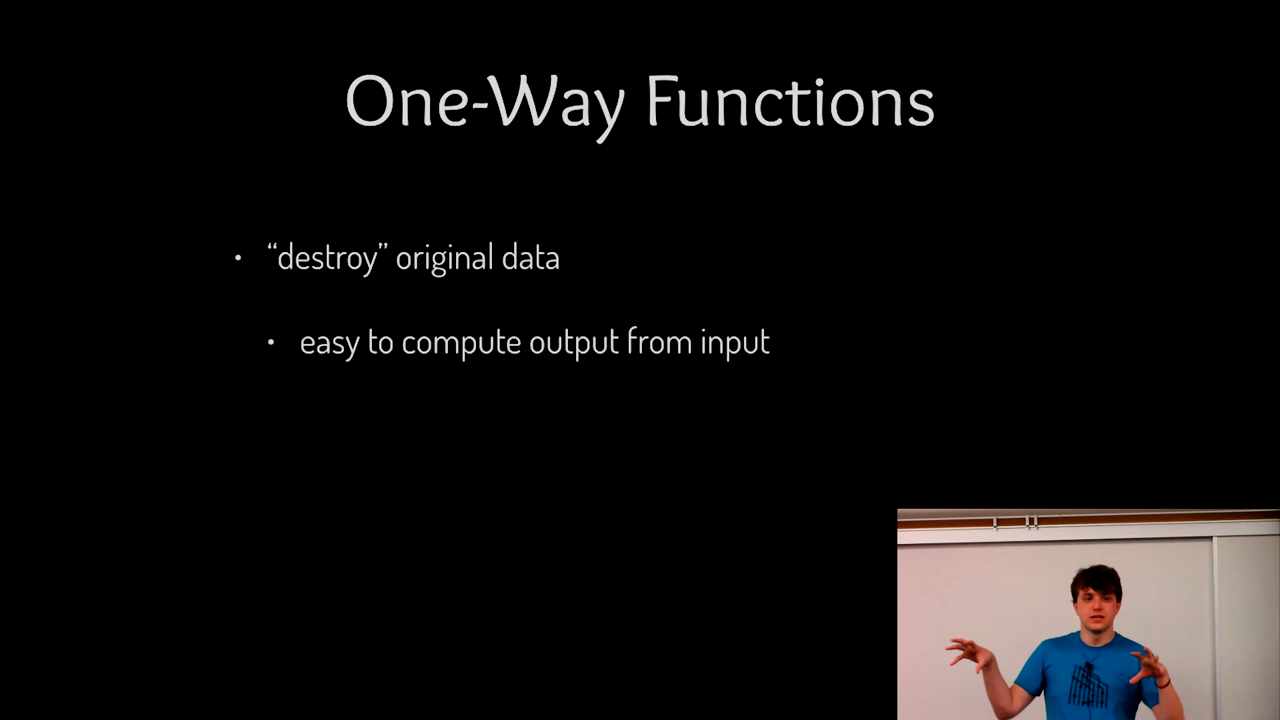 One-Way Functions
• “destroy” original data
• easy to compute output from input